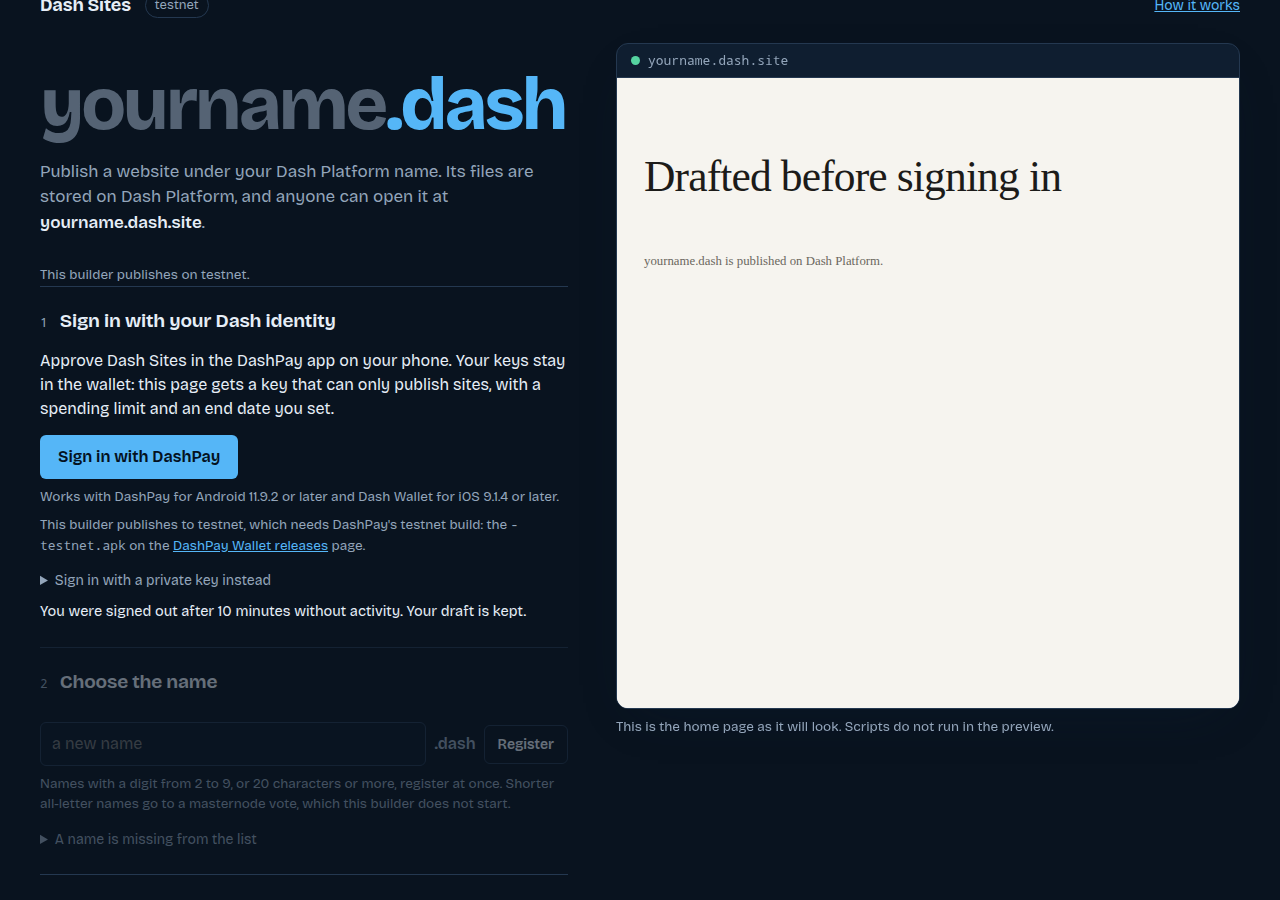 Dash Sites
testnet
How it works
yourname.dash
Publish a website under your Dash Platform name. Its files are
stored on Dash Platform, and anyone can open it at
yourname.dash.site.
This builder publishes on testnet.
1 Sign in with your Dash identity
Approve Dash Sites in the DashPay app on your phone. Your keys stay
in the wallet: this page gets a key that can only publish sites, with a
spending limit and an end date you set.
Sign in with DashPay
Works with DashPay for Android 11.9.2 or later and Dash Wallet for iOS 9.1.4 or later.
This builder publishes to testnet, which needs DashPay's testnet build: the -
testnet.apk on the DashPay Wallet releases page.
Sign in with a private key instead
You were signed out after 10 minutes without activity. Your draft is kept.
2 Choose the name
a new name .dash Register
Names with a digit from 2 to 9, or 20 characters or more, register at once. Shorter
all-letter names go to a masternode vote, which this builder does not start.
A name is missing from the list
yourname.dash.site
Drafted before signing in
yourname.dash is published on Dash Platform.
This is the home page as it will look. Scripts do not run in the preview.